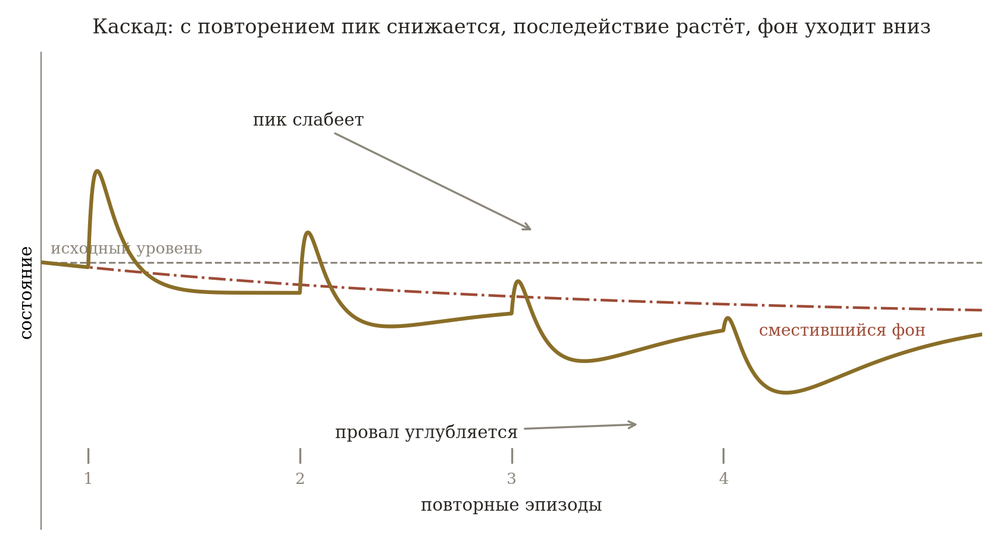 Каскад: с повторением пик снижается, последействие растёт, фон уходит вниз
пик слабеет
исходный уровень
состояние
сместившийся фон
провал углубляется
1 2 3 4
повторные эпизоды